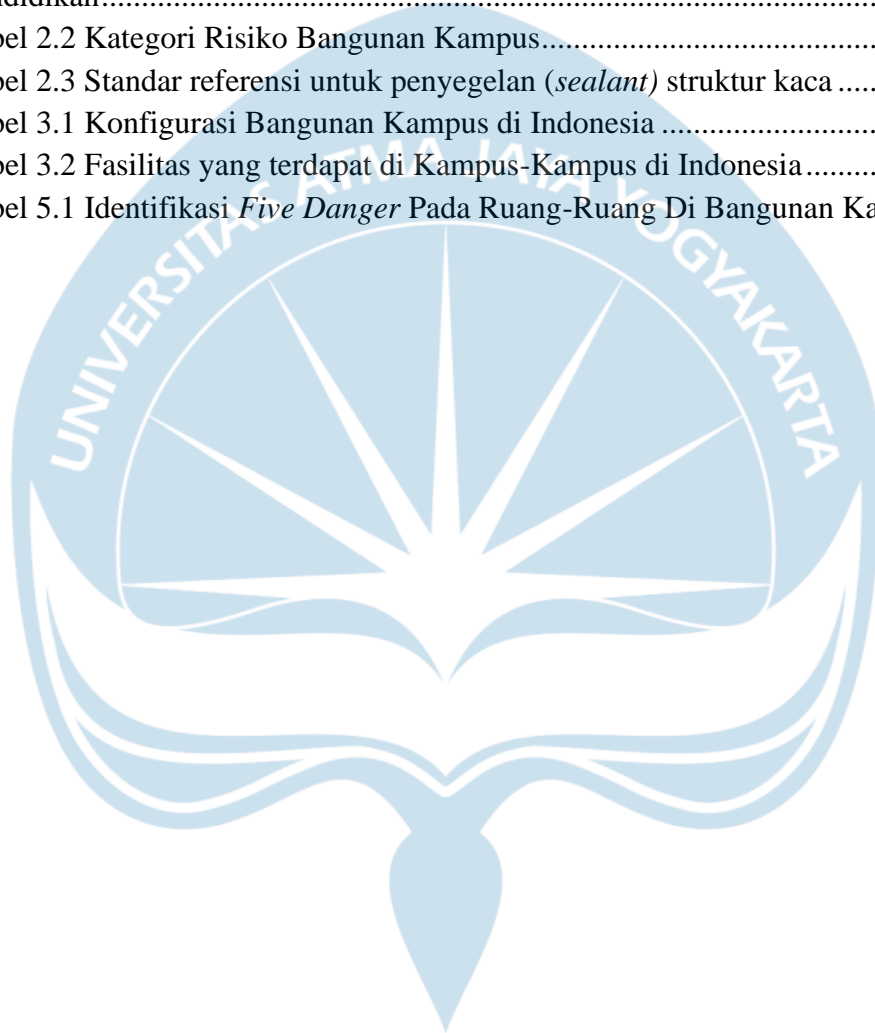 ndidikan....................................................................................................
bel 2.2 Kategori Risiko Bangunan Kampus............................................
bel 2.3 Standar referensi untuk penyegelan (sealant) struktur kaca .....
bel 3.1 Konfigurasi Bangunan Kampus di Indonesia ............................
bel 3.2 Fasilitas yang terdapat di Kampus-Kampus di Indonesia.........
bel 5.1 Identifikasi Five Danger Pada Ruang-Ruang Di Bangunan Ka
UNIVERSITAS ATMA JAYA YOGYAKARTA